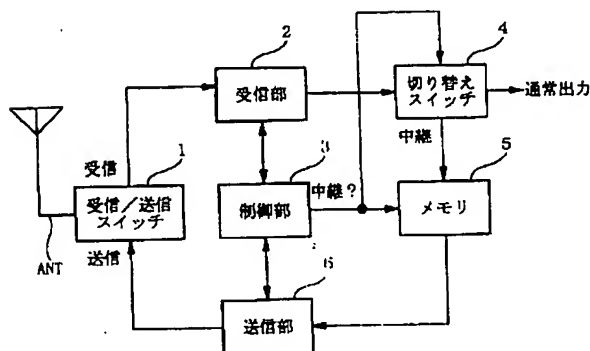 2
4
受信部
切り替え
スイッチ
通常出力
受信
1
3
中継
5
受信/送信
スイッチ
制御部
中継?
メモリ
ANT
送信
6
送信部